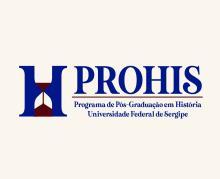 PROHIS
Programa de Pós-Graduação em História
Universidade Federal de Sergipe